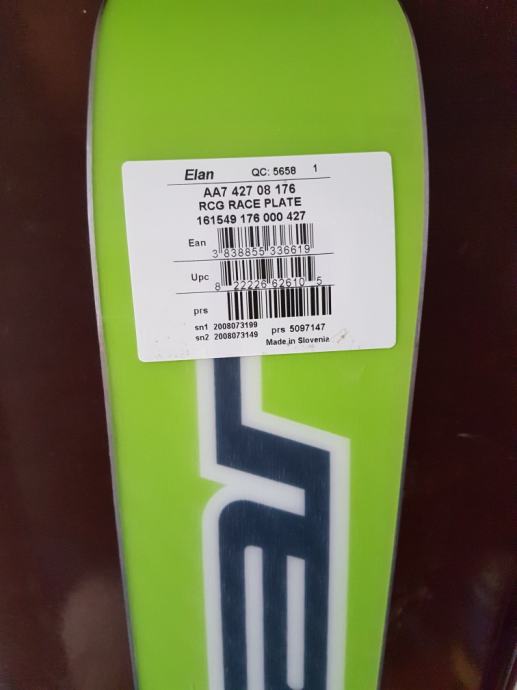 Elan QC: 5658 1
AA7 427 08 176
RCG RACE PLATE
161549 176 000 427
Ean
3 838855 336619
Upc
8 22226 62610 5
prs
sn1 2008073199 prs 5097147
sn2 2008073149 Made in Slovenia